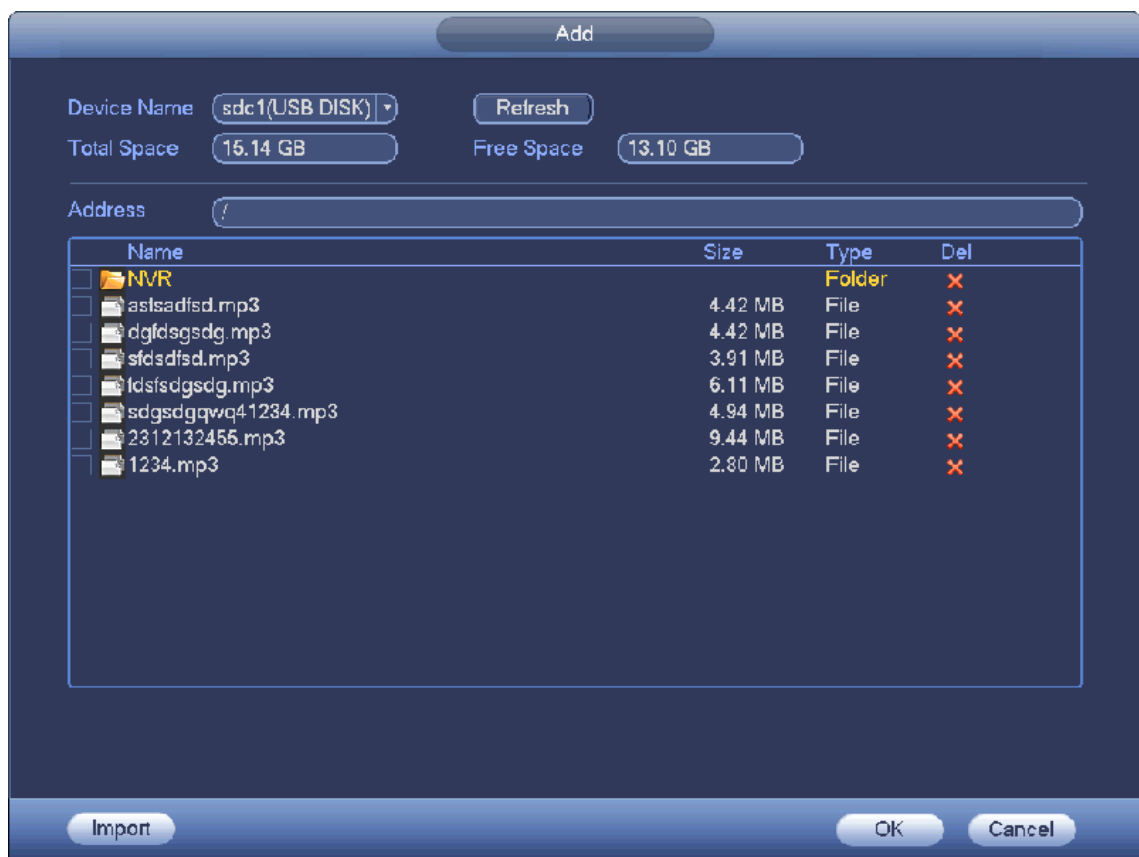 Add
Device Name sdc1(USB DISK) Refresh
Total Space 15.14 GB Free Space 13.10 GB
Address /
Name Size Type Del
NVR Folder
asfsadfsd.mp3 4.42 MB File
dgfdsgsdg.mp3 4.42 MB File
sfdsdfsd.mp3 3.91 MB File
fdsfsdgsdg.mp3 6.11 MB File
sdgsdgqwq41234.mp3 4.94 MB File
2312132455.mp3 9.44 MB File
1234.mp3 2.80 MB File
Import OK Cancel